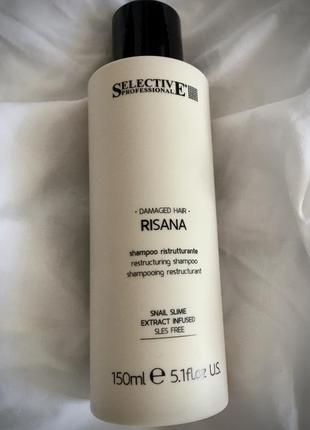 SELECTIVE
PROFESSIONAL
· DAMAGED HAIR ·
RISANA
shampoo ristrutturante
restructuring shampoo
shampooing restructurant
SNAIL SLIME
EXTRACT INFUSED
SLES FREE
150ml e 5.1fl.oz U.S.